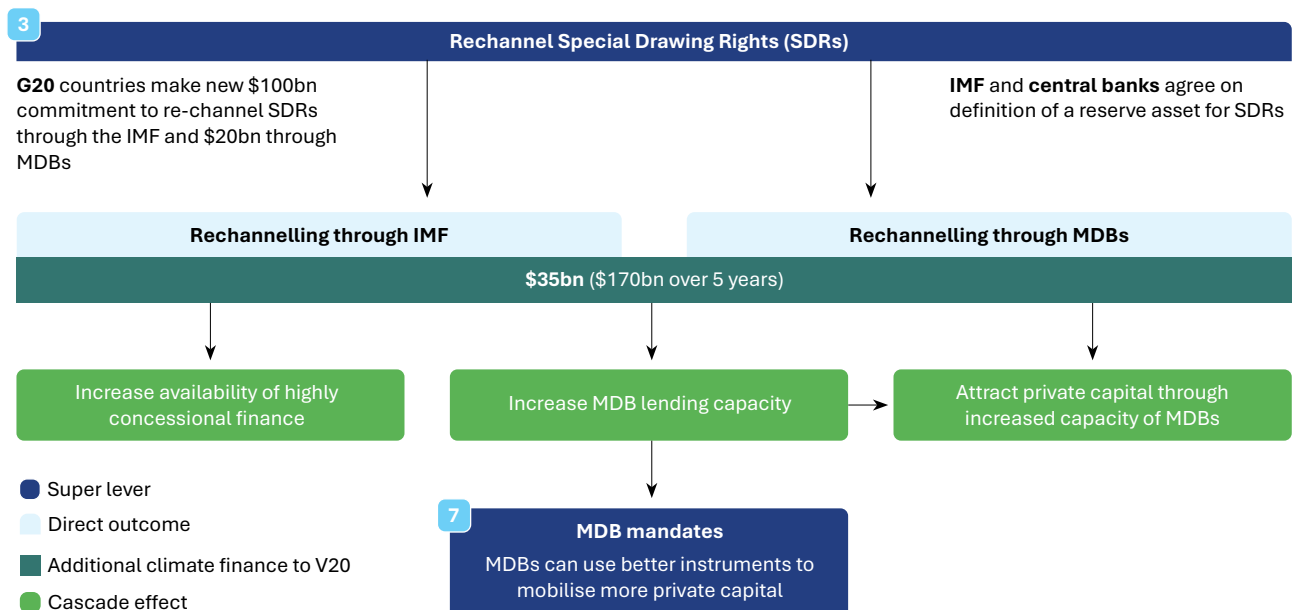 3
Rechannel Special Drawing Rights (SDRs)
G20 countries make new $100bn
commitment to re-channel SDRs
through the IMF and $20bn through
MDBs
IMF and central banks agree on
definition of a reserve asset for SDRs
Rechannelling through IMF
Rechannelling through MDBs
$35bn ($170bn over 5 years)
Increase availability of highly
concessional finance
Increase MDB lending capacity
Attract private capital through
increased capacity of MDBs
Super lever
Direct outcome
Additional climate finance to V20
Cascade effect
7
MDB mandates
MDBs can use better instruments to
mobilise more private capital